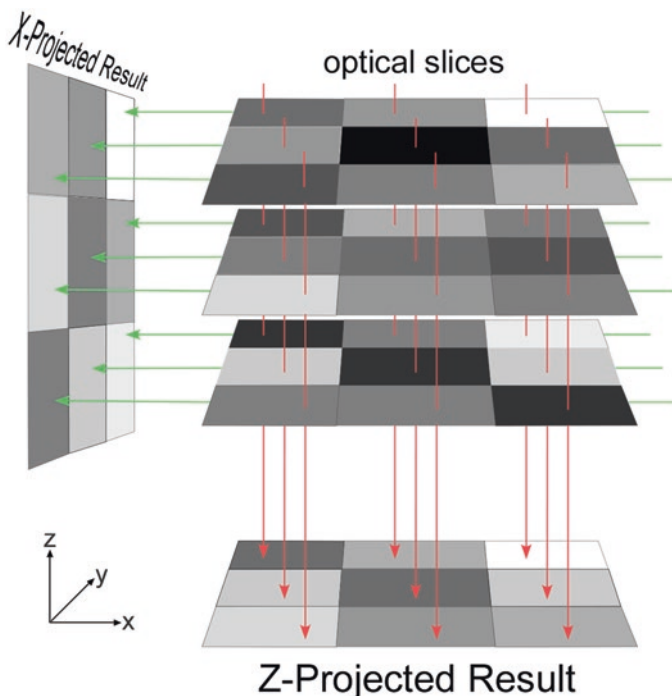 X-Projected Result
optical slices
z
y
x
Z-Projected Result